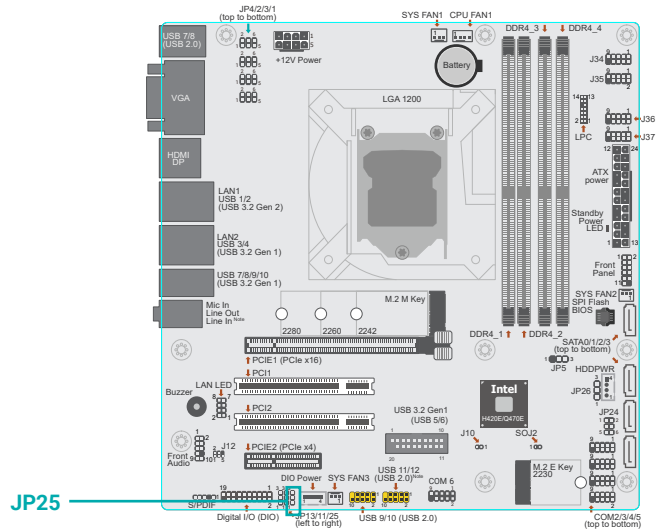 JP4/2/3/1
(top to bottom)
SYS FAN1
CPU FAN1
DDR4_3
DDR4_4
USB 7/8
(USB 2.0)
+12V Power
Battery
J34
J35
VGA
LGA 1200
LPC
J36
J37
HDMI
DP
ATX
power
LAN1
USB 1/2
(USB 3.2 Gen 2)
Standby
Power
LED
LAN2
USB 3/4
(USB 3.2 Gen 1)
Front
Panel
USB 7/8/9/10
(USB 3.2 Gen 1)
SYS FAN2
SPI Flash
BIOS
M.2 M Key
Mic In
Line Out
Line In Note
2280
2260
2242
DDR4_1
DDR4_2
SATA0/1/2/3
(top to bottom)
PCIE1 (PCIe x16)
JP5
HDDPWR
PCI1
LAN LED
Buzzer
Intel
H420E/Q470E
JP26
PCI2
USB 3.2 Gen1
(USB 5/6)
JP24
J10
SOJ2
J12
Front
Audio
PCIE2 (PCIe x4)
M.2 E Key
2230
DIO Power
SYS FAN3
USB 11/12
(USB 2.0) Note
COM 6
JP25
S/PDIF
Digital I/O (DIO)
JP13/11/25
(left to right)
USB 9/10 (USB 2.0)
COM2/3/4/5
(top to bottom)